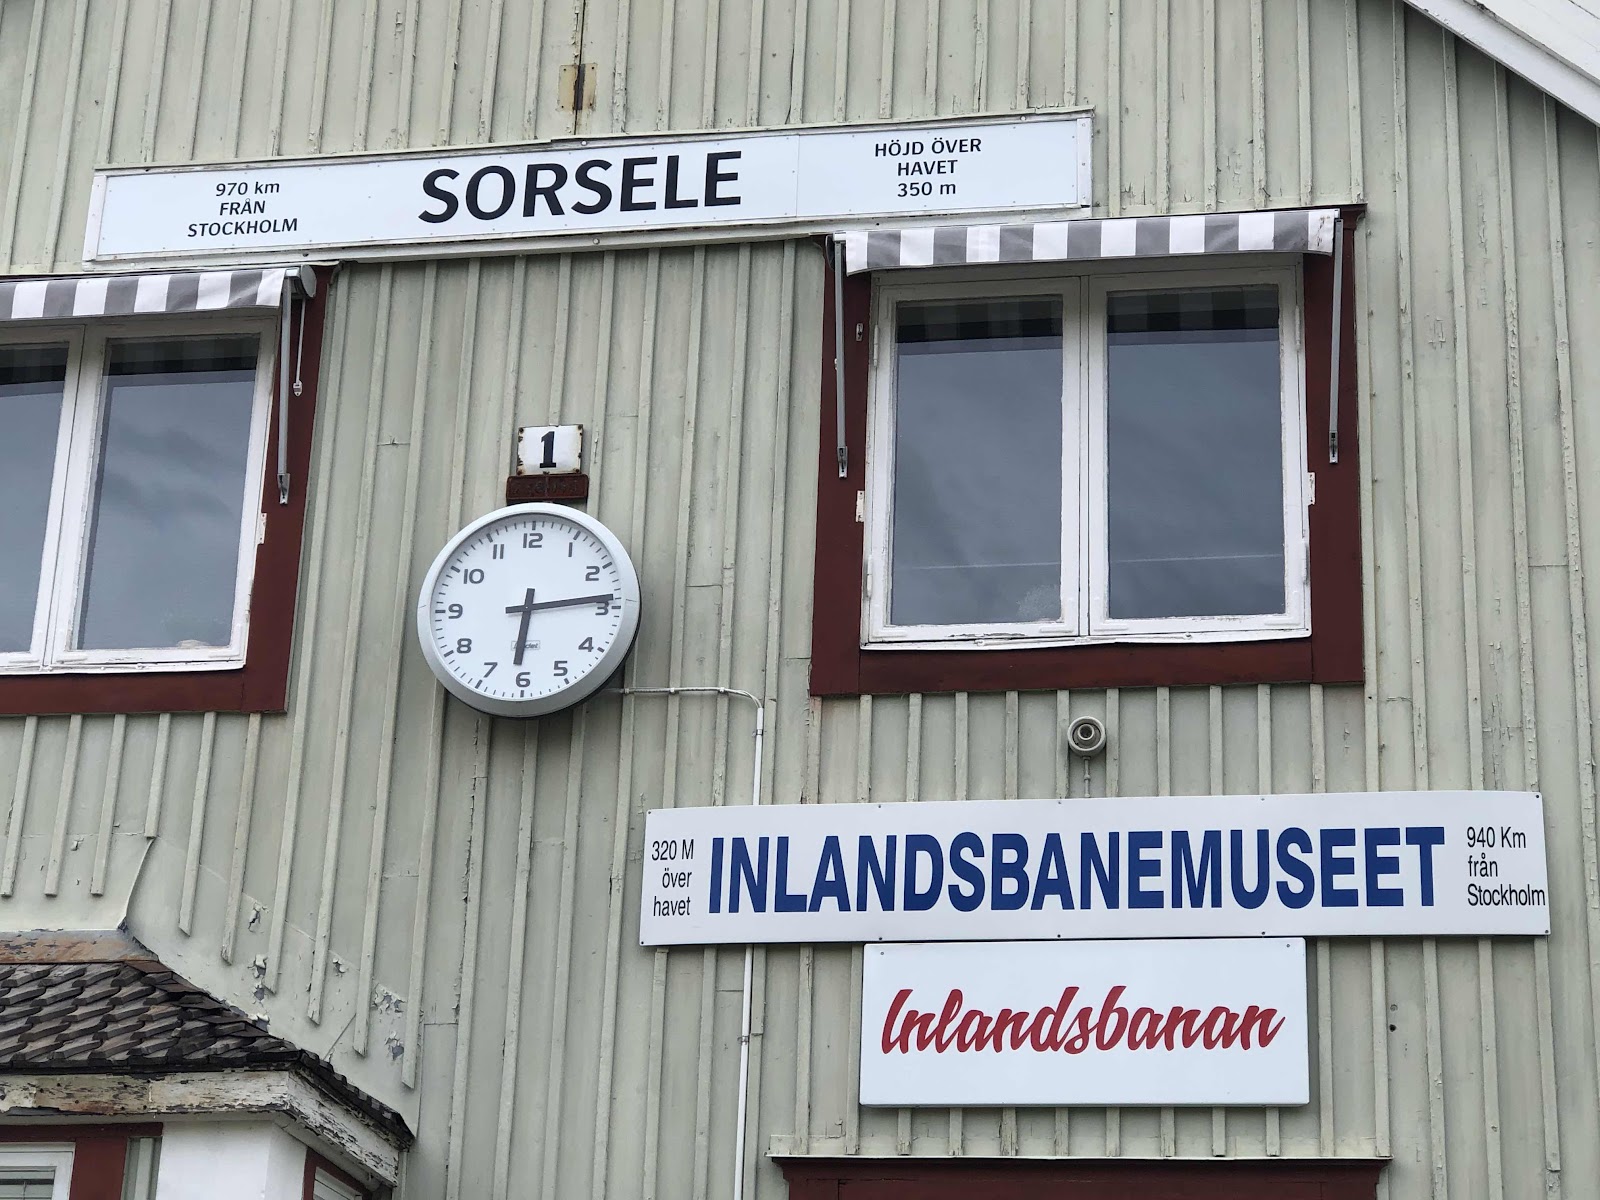 970 km
FRÅN
STOCKHOLM
SORSELE
HÖJD ÖVER
HAVET
350 m
1
12
1
2
3
4
5
6
7
8
9
10
11
320 M
över
havet
INLANDSBANEMUSEET
940 Km
från
Stockholm
Inlandsbanan